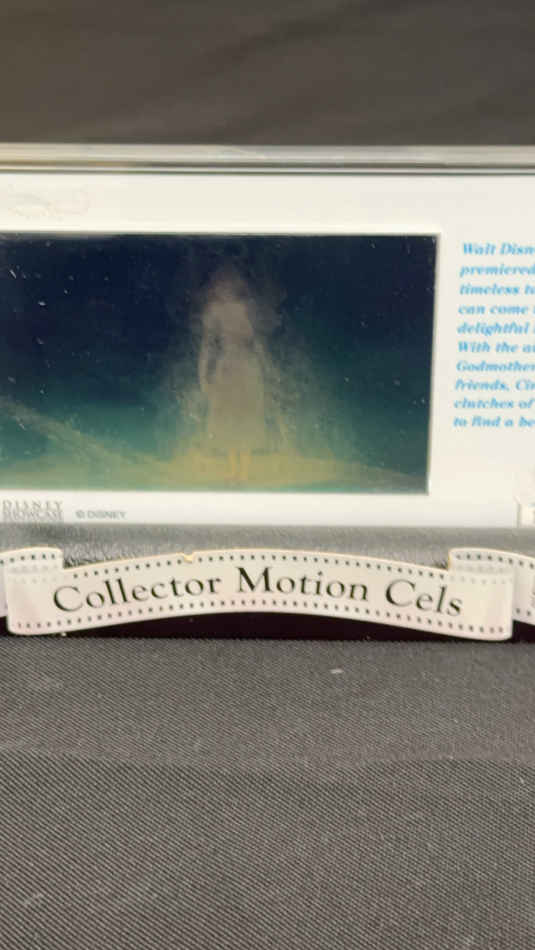 Walt Disn
premiered
timeless t
can come
delightful
With the a
Godmother
friends, Ci
clutches of
to find a be
DISNEY
SHOWCASE
© DISNEY
Collector Motion Cels